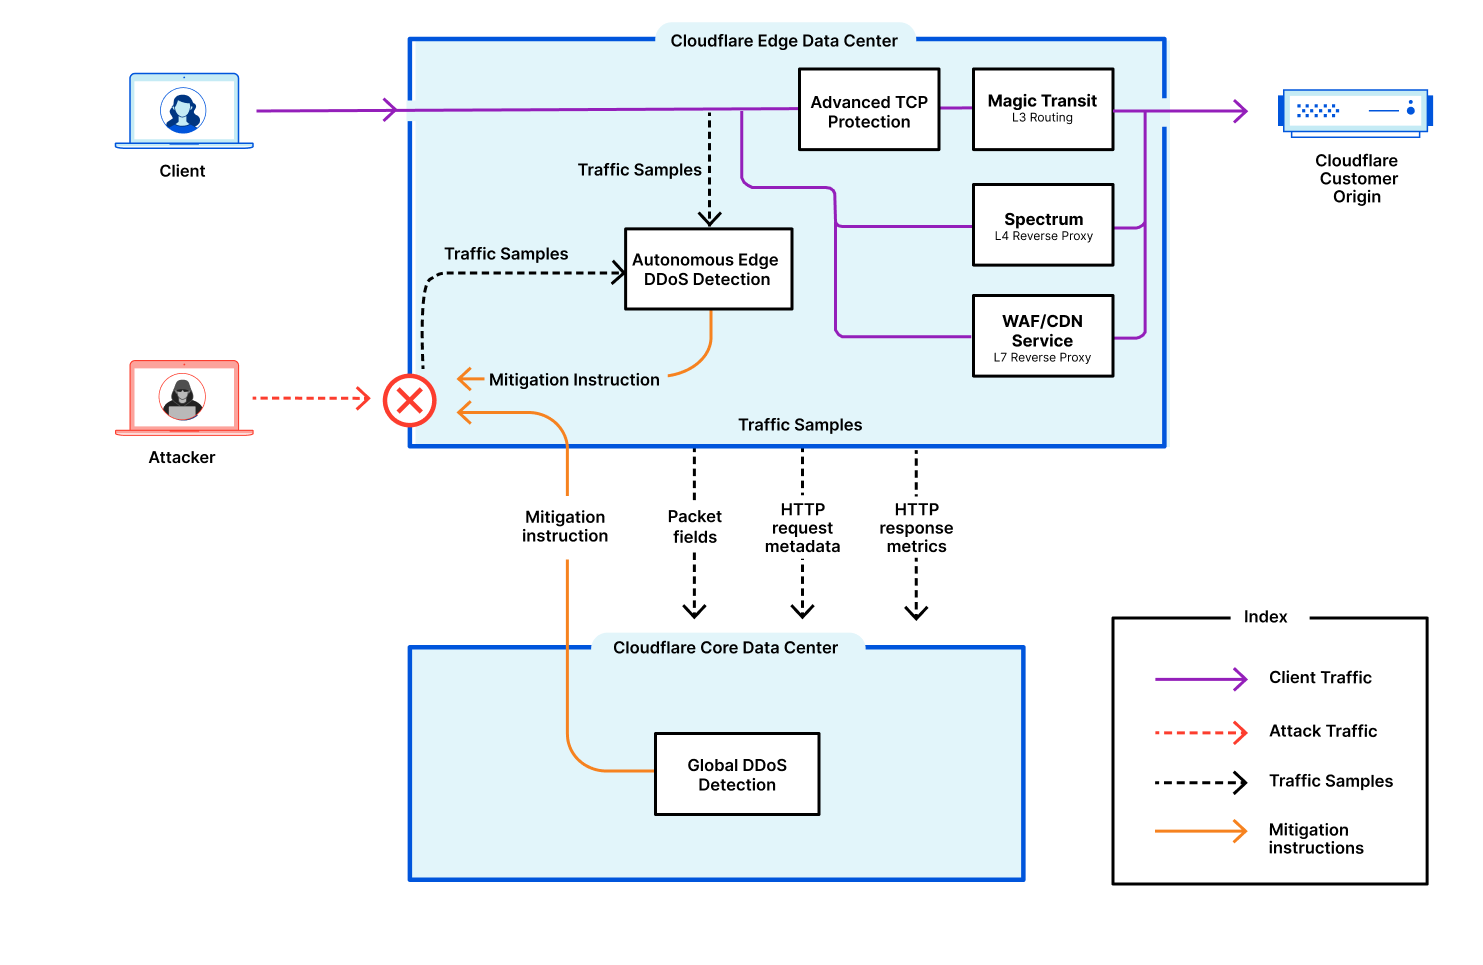 Cloudflare Edge Data Center
Client
Advanced TCP
Protection
Magic Transit
L3 Routing
Cloudflare
Customer
Origin
Traffic Samples
Spectrum
L4 Reverse Proxy
Traffic Samples
Autonomous Edge
DDoS Detection
WAF/CDN
Service
L7 Reverse Proxy
Mitigation Instruction
Attacker
Traffic Samples
Mitigation
instruction
Packet
fields
HTTP
request
metadata
HTTP
response
metrics
Cloudflare Core Data Center
Global DDoS
Detection
Index
Client Traffic
Attack Traffic
Traffic Samples
Mitigation
instructions